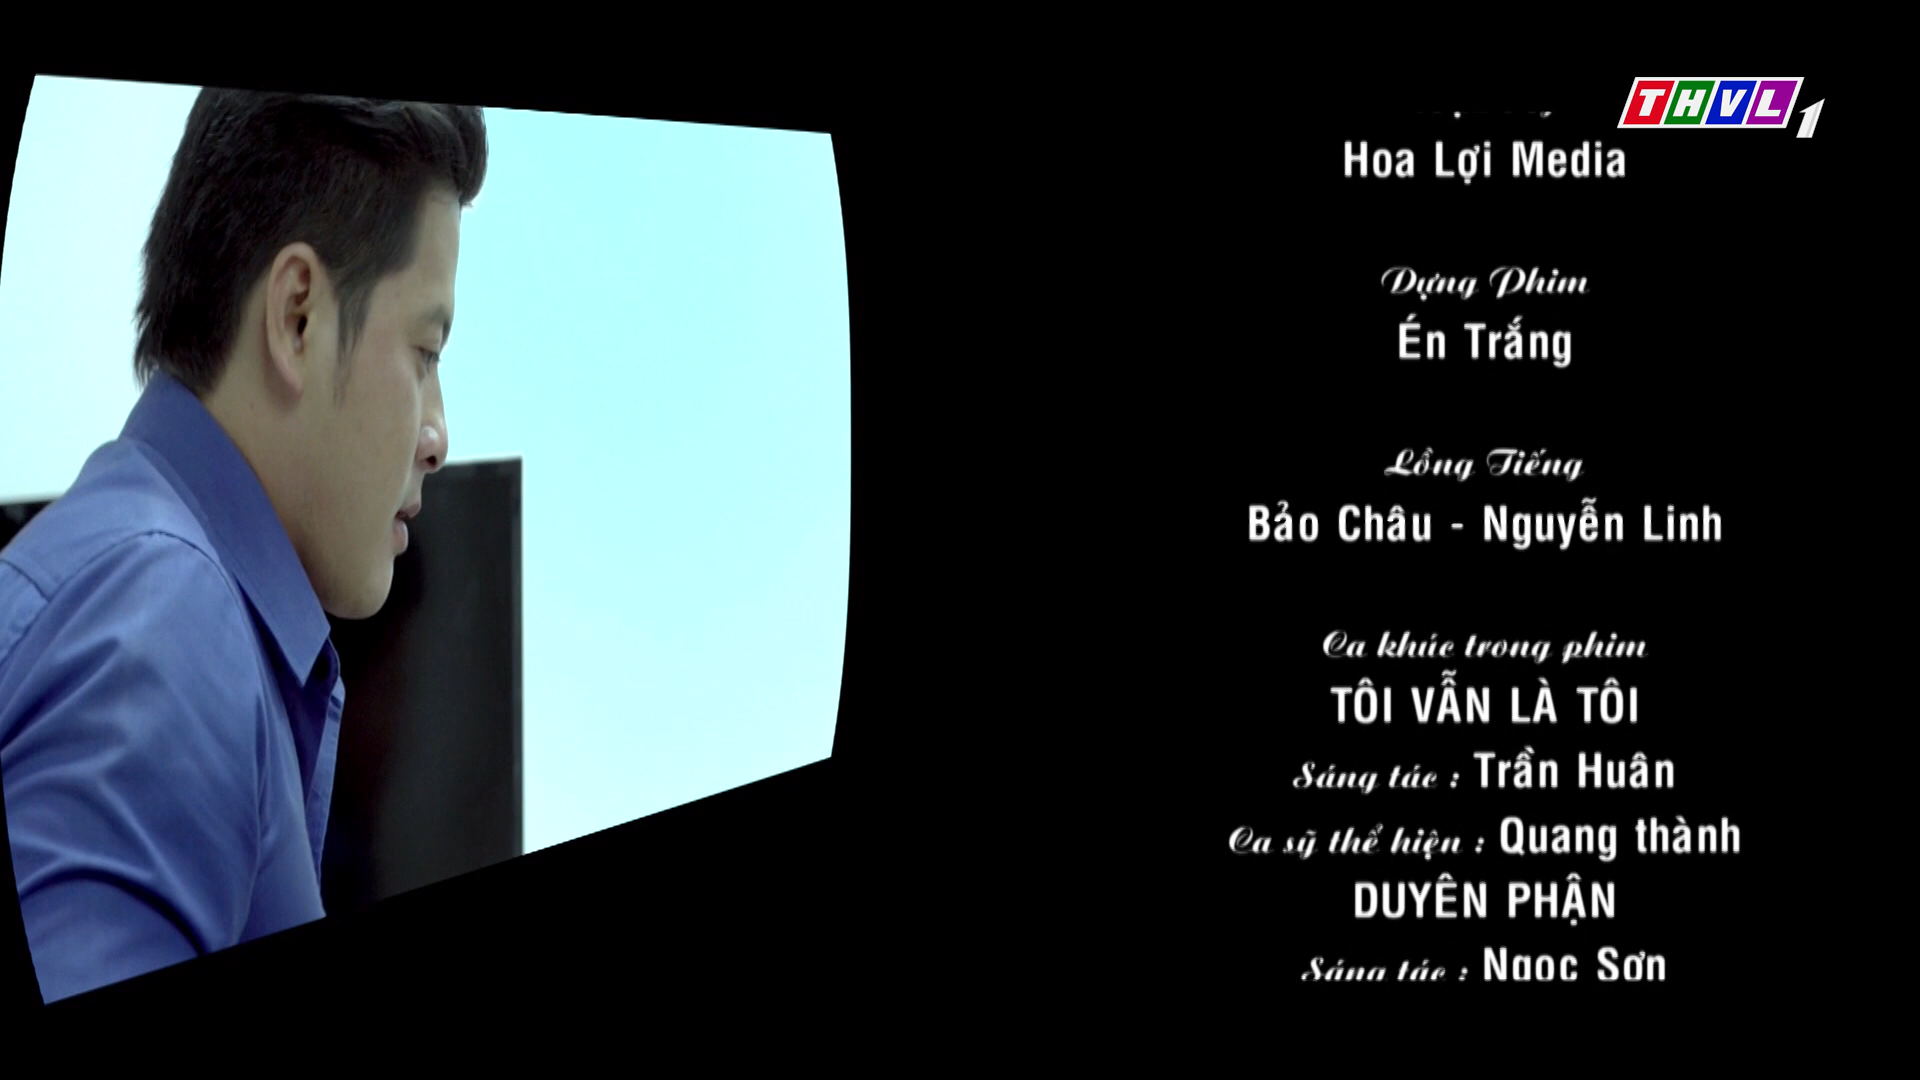 THVL1
Hoa Lợi Media
Dựng Phim
Én Trắng
Lồng Tiếng
Bảo Châu - Nguyễn Linh
Ca khúc trong phim
TÔI VẪN LÀ TÔI
Sáng tác : Trần Huân
Ca sỹ thể hiện : Quang thành
DUYÊN PHẬN
Sáng tác : Ngọc Sơn